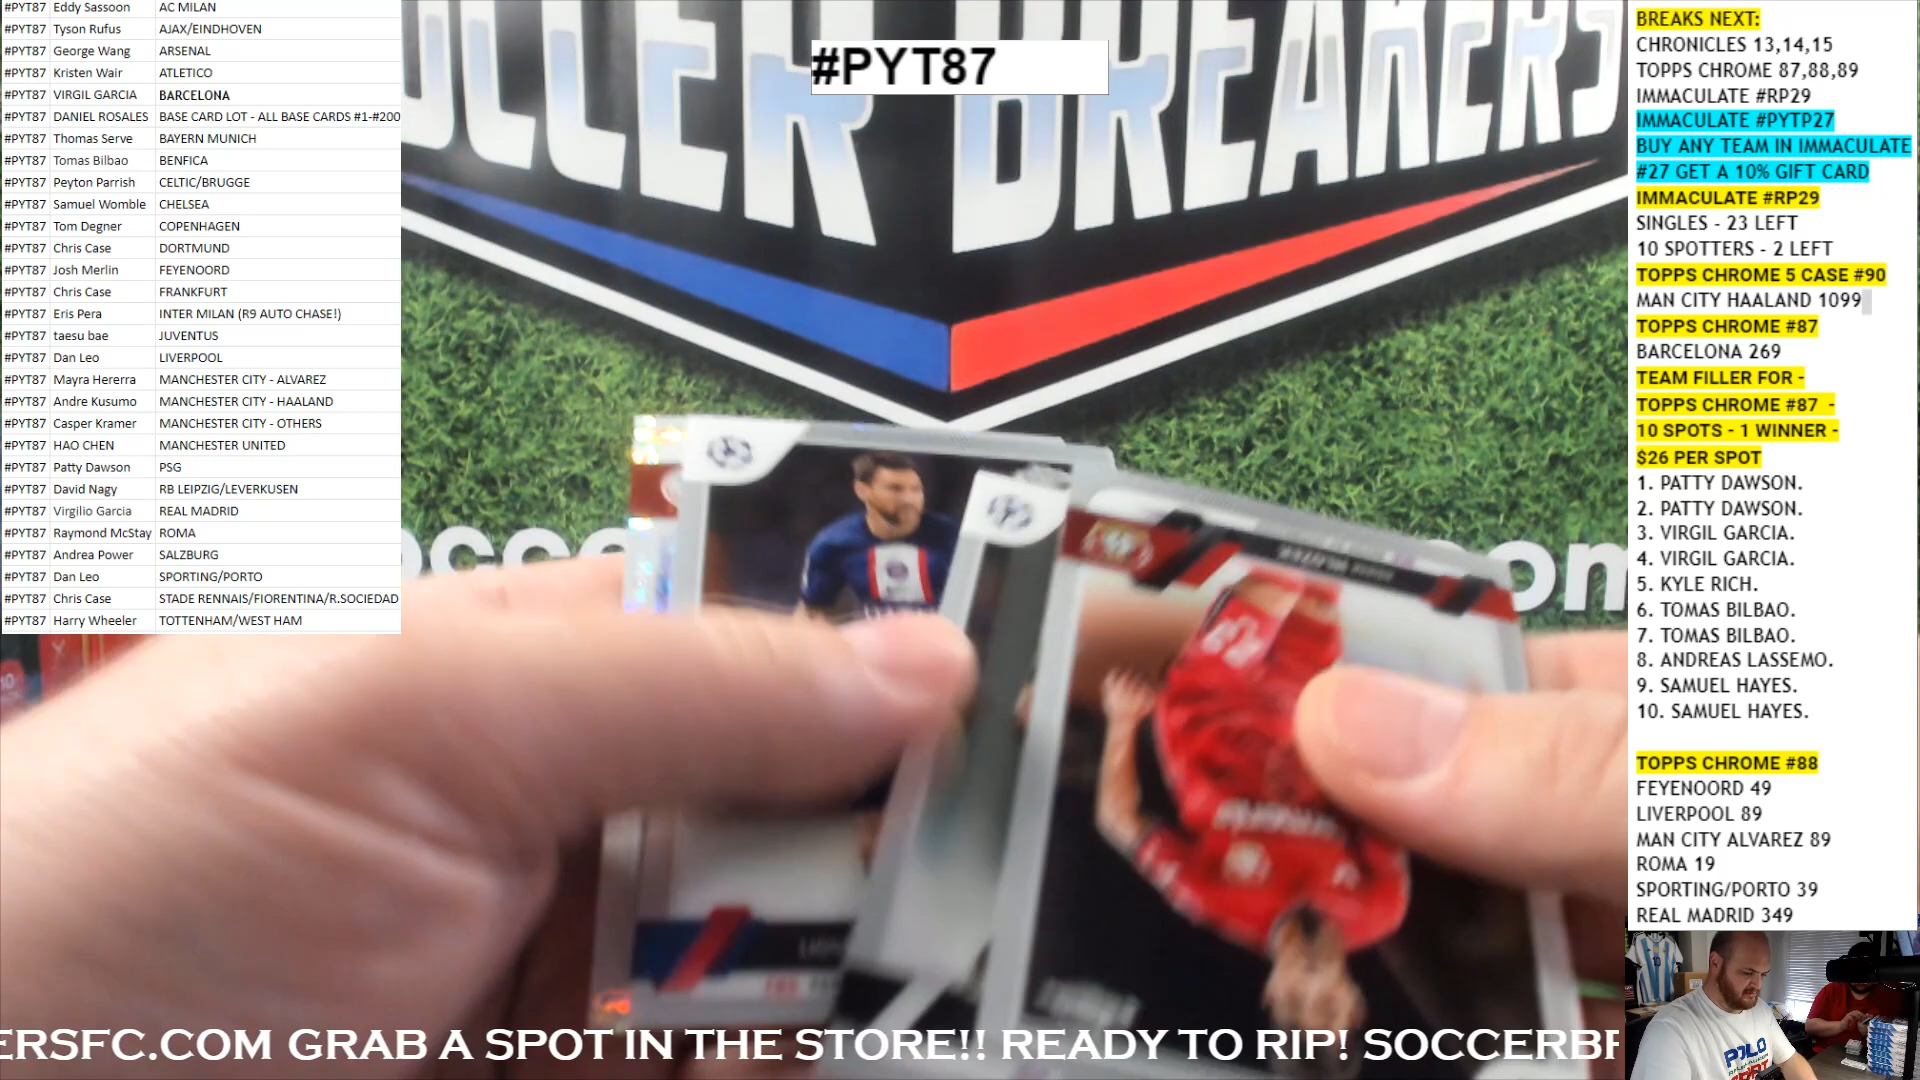 #PYT87 Eddy Sassoon AC MILAN
#PYT87 Tyson Rufus AJAX/EINDHOVEN
#PYT87 George Wang ARSENAL
#PYT87 Kristen Wair ATLETICO
#PYT87 VIRGIL GARCIA BARCELONA
#PYT87 DANIEL ROSALES BASE CARD LOT - ALL BASE CARDS #1-#200
#PYT87 Thomas Serve BAYERN MUNICH
#PYT87 Tomas Bilbao BENFICA
#PYT87 Peyton Parrish CELTIC/BRUGGE
#PYT87 Samuel Womble CHELSEA
#PYT87 Tom Degner COPENHAGEN
#PYT87 Chris Case DORTMUND
#PYT87 Josh Merlin FEYENOORD
#PYT87 Chris Case FRANKFURT
#PYT87 Eris Pera INTER MILAN (R9 AUTO CHASE!)
#PYT87 taesu bae JUVENTUS
#PYT87 Dan Leo LIVERPOOL
#PYT87 Mayra Hererra MANCHESTER CITY - ALVAREZ
#PYT87 Andre Kusumo MANCHESTER CITY - HAALAND
#PYT87 Casper Kramer MANCHESTER CITY - OTHERS
#PYT87 HAO CHEN MANCHESTER UNITED
#PYT87 Patty Dawson PSG
#PYT87 David Nagy RB LEIPZIG/LEVERKUSEN
#PYT87 Virgilio Garcia REAL MADRID
#PYT87 Raymond McStay ROMA
#PYT87 Andrea Power SALZBURG
#PYT87 Dan Leo SPORTING/PORTO
#PYT87 Chris Case STADE RENNAIS/FIORENTINA/R.SOCIEDAD
#PYT87 Harry Wheeler TOTTENHAM/WEST HAM
#PYT87
OCCER BREAKERS
socce
om
BREAKS NEXT:
CHRONICLES 13,14,15
TOPPS CHROME 87,88,89
IMMACULATE #RP29
IMMACULATE #PYTP27
BUY ANY TEAM IN IMMACULATE
#27 GET A 10% GIFT CARD
IMMACULATE #RP29
SINGLES - 23 LEFT
10 SPOTTERS - 2 LEFT
TOPPS CHROME 5 CASE #90
MAN CITY HAALAND 1099
TOPPS CHROME #87
BARCELONA 269
TEAM FILLER FOR -
TOPPS CHROME #87 -
10 SPOTS - 1 WINNER -
$26 PER SPOT
1. PATTY DAWSON.
2. PATTY DAWSON.
3. VIRGIL GARCIA.
4. VIRGIL GARCIA.
5. KYLE RICH.
6. TOMAS BILBAO.
7. TOMAS BILBAO.
8. ANDREAS LASSEMO.
9. SAMUEL HAYES.
10. SAMUEL HAYES.
TOPPS CHROME #88
FEYENOORD 49
LIVERPOOL 89
MAN CITY ALVAREZ 89
ROMA 19
SPORTING/PORTO 39
REAL MADRID 349
POLO
ERSFC.COM GRAB A SPOT IN THE STORE!! READY TO RIP! SOCCERBR